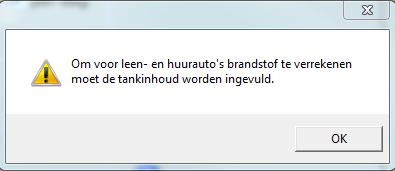 Om voor leen- en huurauto's brandstof te verrekenen
moet de tankinhoud worden ingevuld.
OK